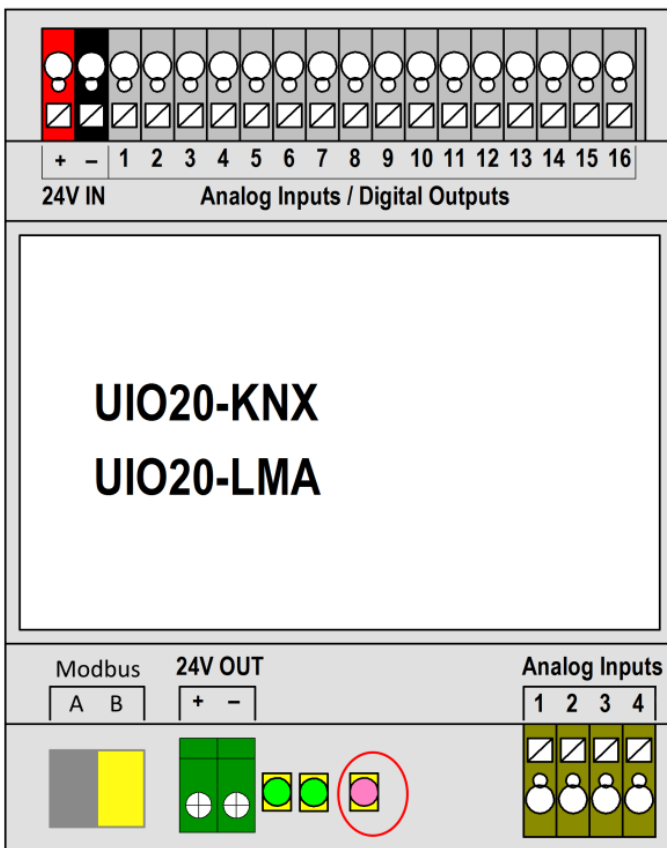 + – 1 2 3 4 5 6 7 8 9 10 11 12 13 14 15 16
24V IN Analog Inputs / Digital Outputs
UIO20-KNX
UIO20-LMA
Modbus 24V OUT Analog Inputs
A B + – 1 2 3 4